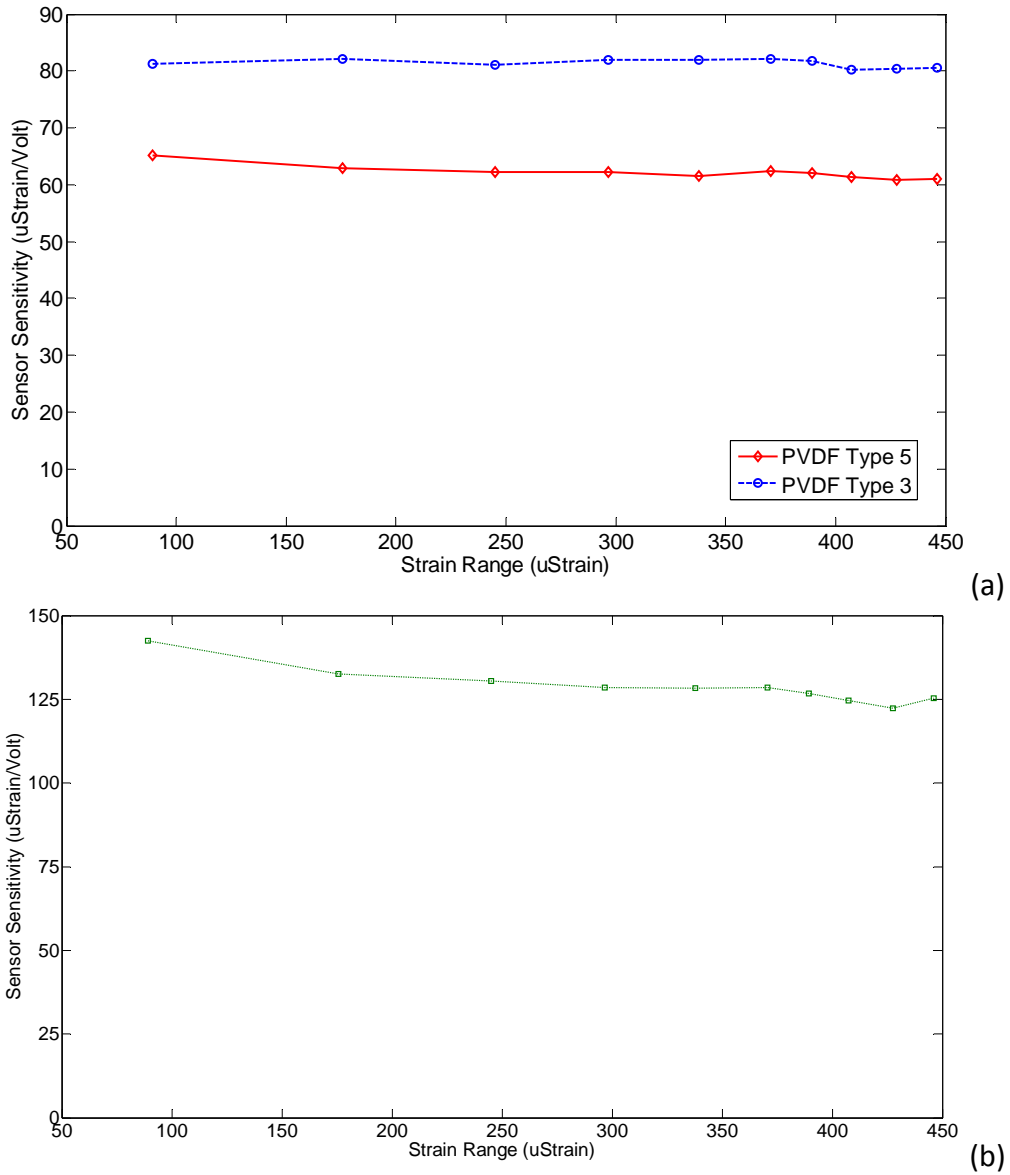 90
80
70
60
50
40
30
20
10
0
Sensor Sensitivity (uStrain/Volt)
PVDF Type 5
PVDF Type 3
50 100 150 200 250 300 350 400 450
Strain Range (uStrain)
(a)
150
125
100
75
50
25
0
Sensor Sensitivity (uStrain/Volt)
50 100 150 200 250 300 350 400 450
Strain Range (uStrain)
(b)